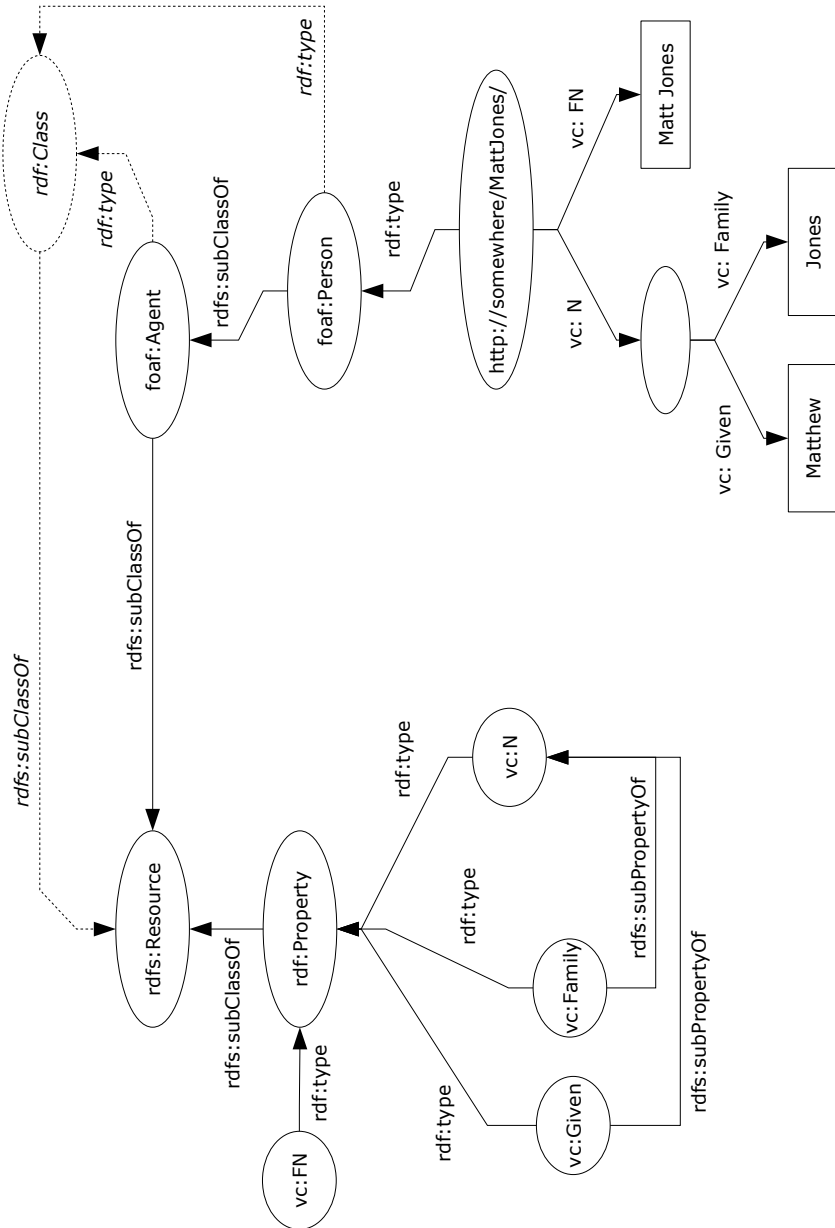 rdf:Class
rdf:type
rdf:type
rdfs:subClassOf
foaf:Agent
rdfs:subClassOf
rdfs:subClassOf
foaf:Person
rdf:type
http://somewhere/MattJones/
vc: FN
Matt Jones
vc: N
vc: Family
Jones
vc: Given
Matthew
rdfs:Resource
rdfs:subClassOf
rdf:Property
rdf:type
vc:FN
rdf:type
vc:N
rdf:type
vc:Family
rdfs:subPropertyOf
rdf:type
vc:Given
rdfs:subPropertyOf